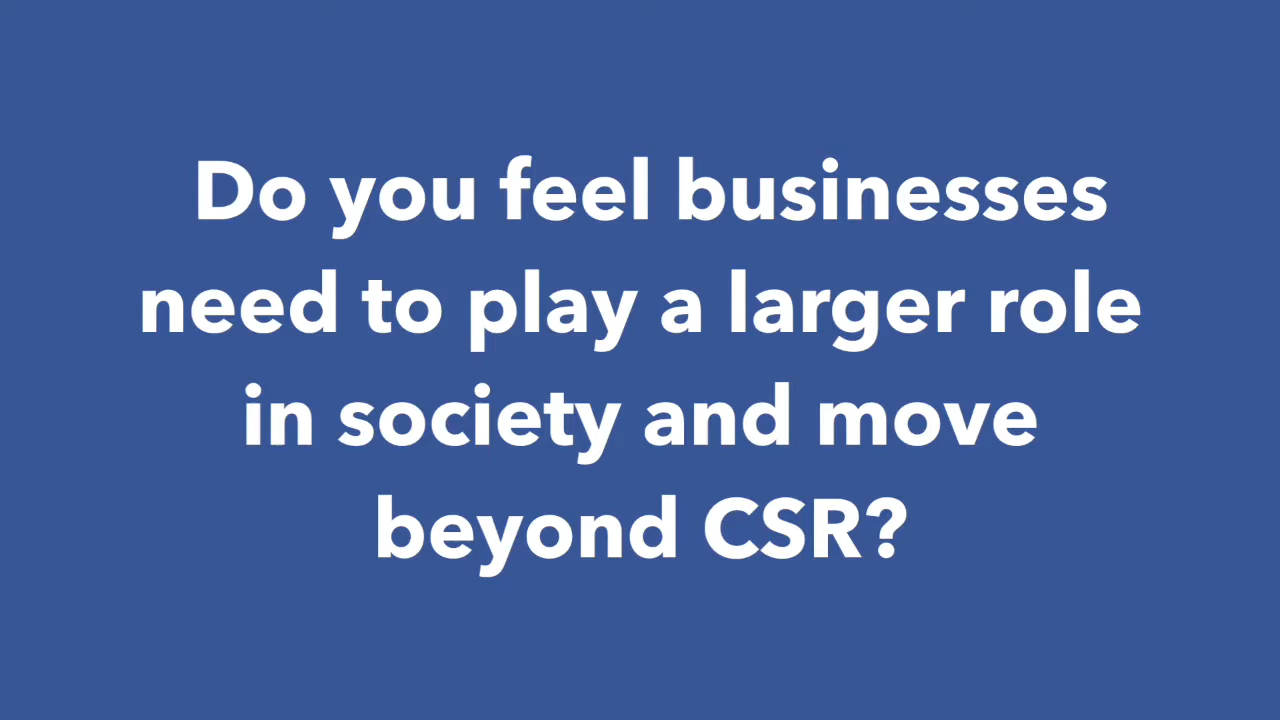 Do you feel businesses
need to play a larger role
in society and move
beyond CSR?